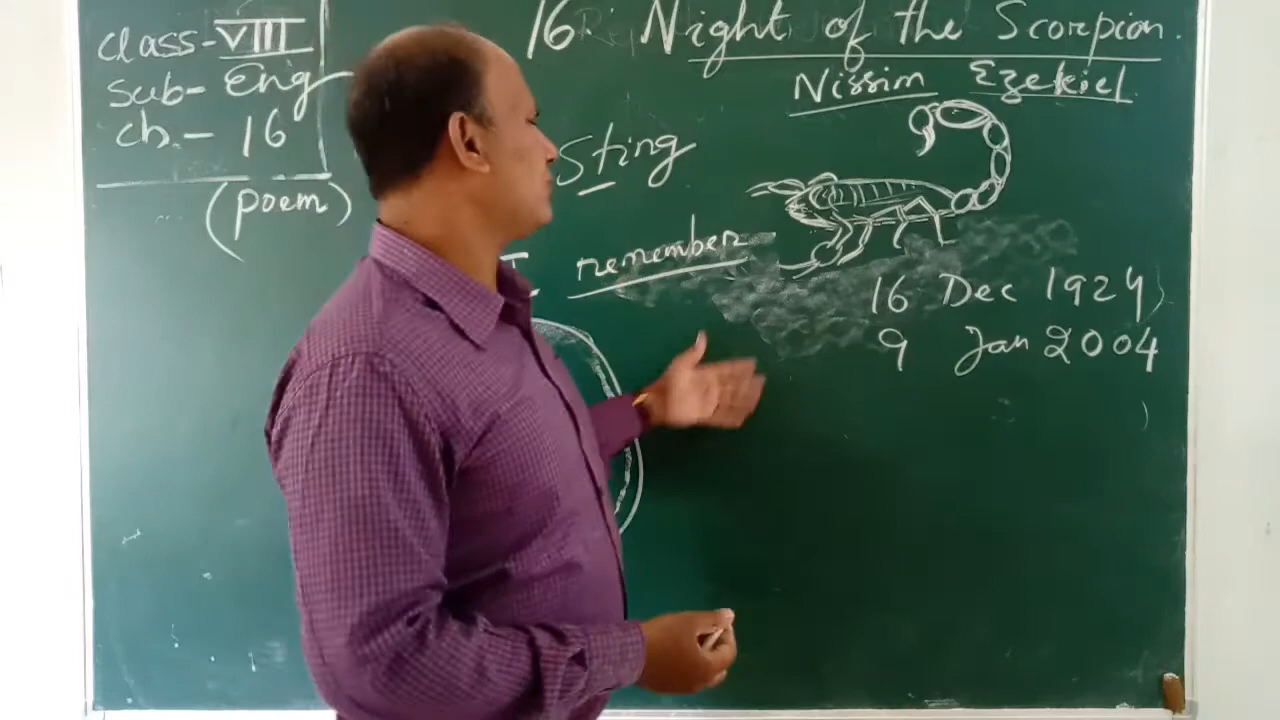 Class-VIII
Sub-Eng
ch.- 16
(poem)
16. Night of the Scorpion.
Nissim Ezekiel
Sting
I remember
16 Dec 1924
9 Jan 2004